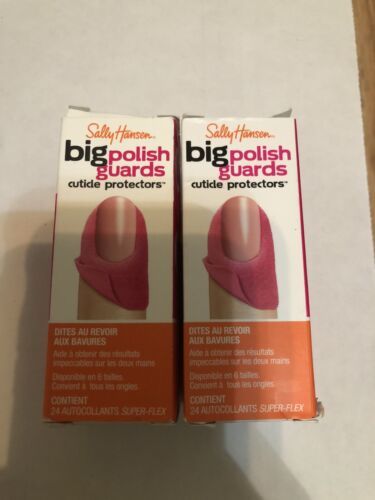 Sally Hansen®
big polish
guards
cuticle protectors™
DITES AU REVOIR
AUX BAVURES
Aide à obtenir des résultats
impeccables sur les deux mains
Disponible en 6 tailles.
Convient à tous les ongles
CONTIENT
24 AUTOCOLLANTS SUPER-FLEX
Sally Hansen®
big polish
guards
cuticle protectors™
DITES AU REVOIR
AUX BAVURES
Aide à obtenir des résultats
impeccables sur les deux mains
Disponible en 6 tailles.
Convient à tous les ongles
CONTIENT
24 AUTOCOLLANTS SUPER-FLEX